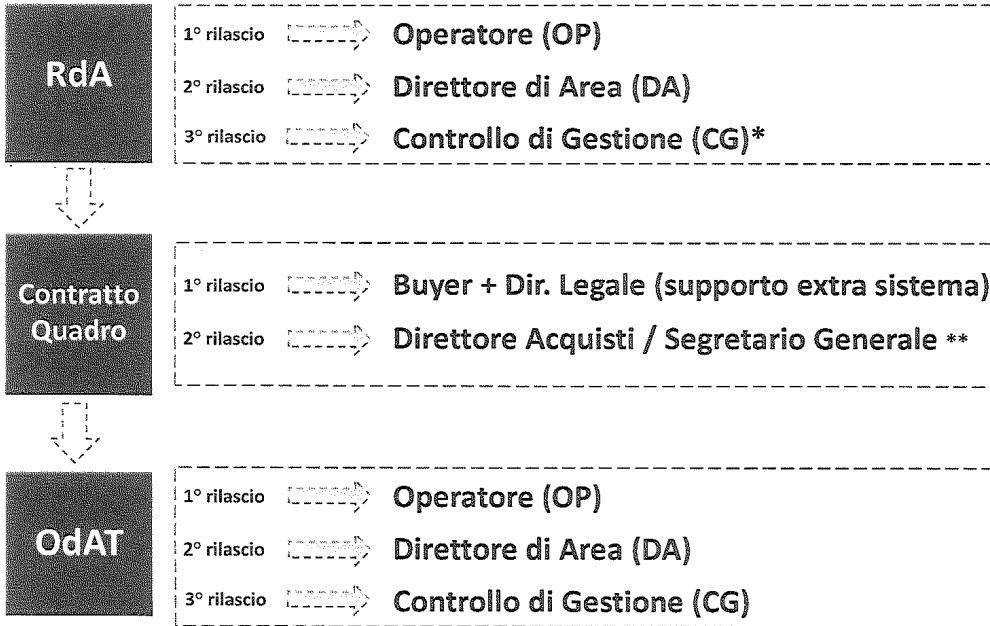 RdA
1° rilascio Operatore (OP)
2° rilascio Direttore di Area (DA)
3° rilascio Controllo di Gestione (CG)*
Contratto
Quadro
1° rilascio Buyer + Dir. Legale (supporto extra sistema)
2° rilascio Direttore Acquisti / Segretario Generale **
OdAT
1° rilascio Operatore (OP)
2° rilascio Direttore di Area (DA)
3° rilascio Controllo di Gestione (CG)